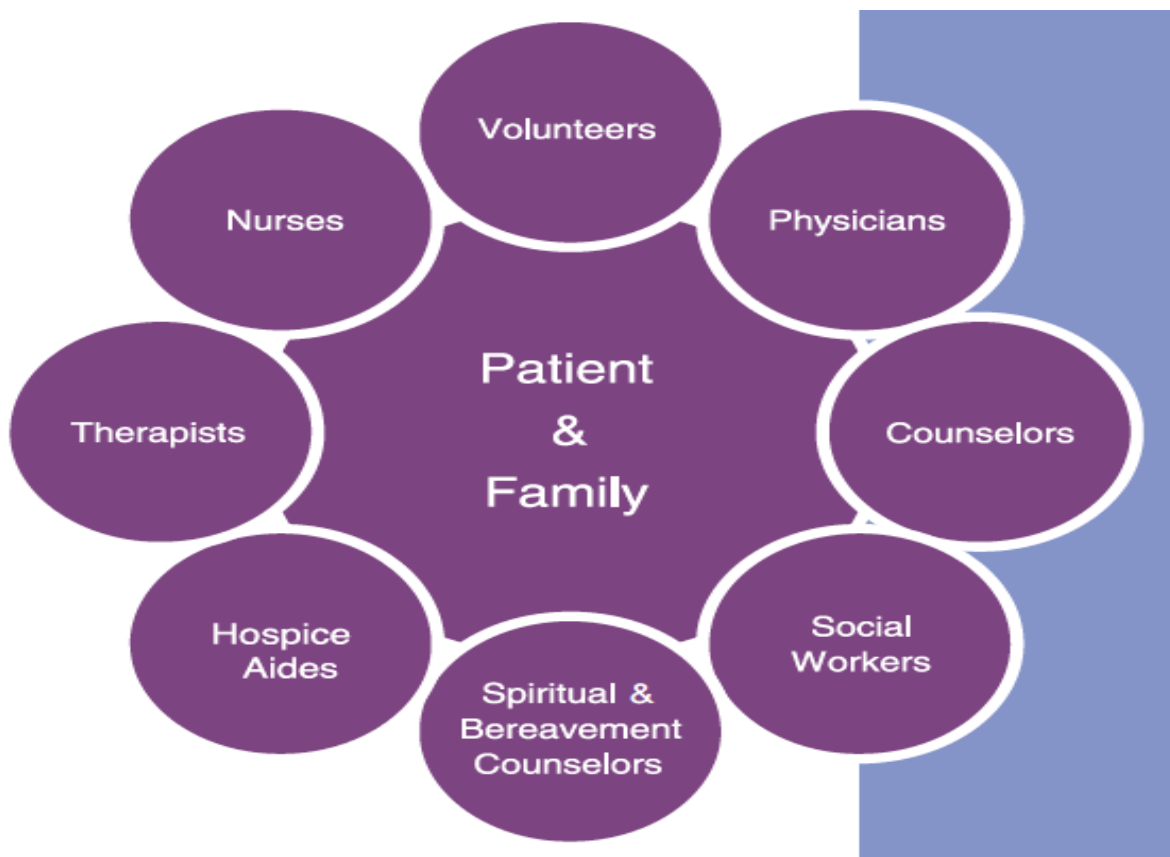 Volunteers
Nurses
Physicians
Patient
&
Family
Therapists
Counselors
Hospice
Aides
Social
Workers
Spiritual &
Bereavement
Counselors